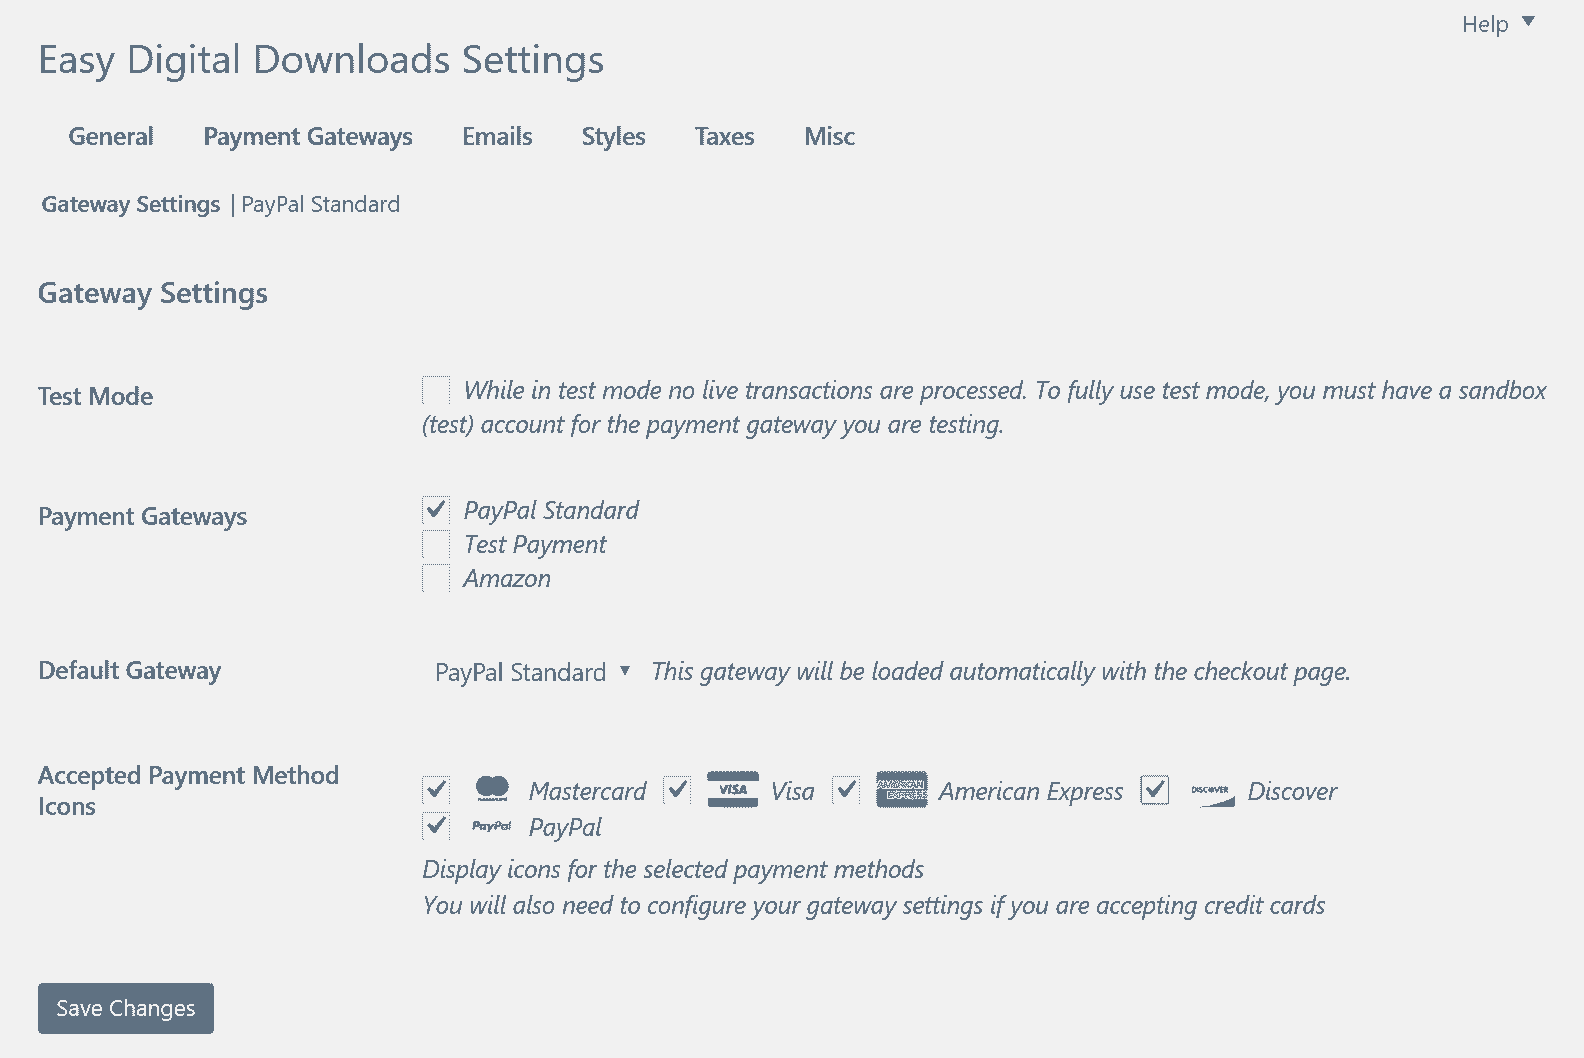 Help
Easy Digital Downloads Settings
General Payment Gateways Emails Styles Taxes Misc
Gateway Settings | PayPal Standard
Gateway Settings
Test Mode
While in test mode no live transactions are processed. To fully use test mode, you must have a sandbox
(test) account for the payment gateway you are testing.
Payment Gateways
PayPal Standard
Test Payment
Amazon
Default Gateway
PayPal Standard This gateway will be loaded automatically with the checkout page.
Accepted Payment Method
Icons
Mastercard VISA Visa AMERICAN EXPRESS American Express DISCOVER Discover
PayPal PayPal
Display icons for the selected payment methods
You will also need to configure your gateway settings if you are accepting credit cards
Save Changes